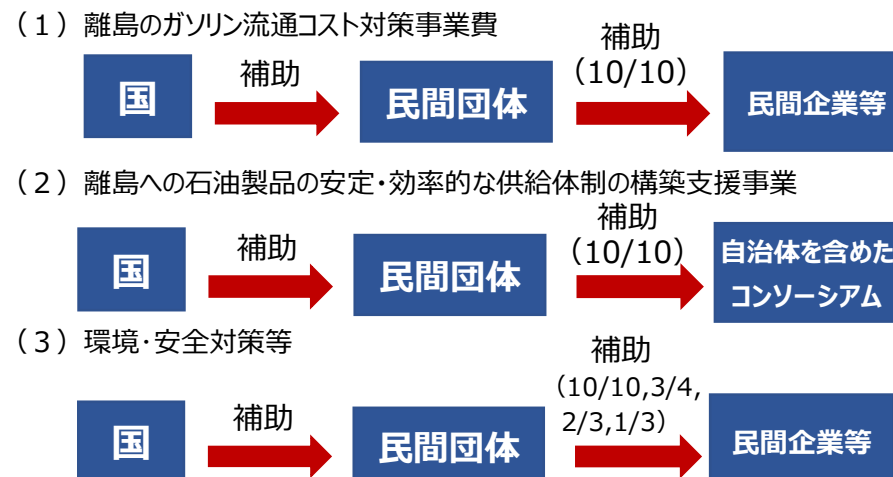 （１）離島のガソリン流通コスト対策事業費
国
補助
民間団体
補助
（10/10）
民間企業等
（２）離島への石油製品の安定・効率的な供給体制の構築支援事業
国
補助
民間団体
補助
（10/10）
自治体を含めた
コンソーシアム
（３）環境・安全対策等
国
補助
民間団体
補助
（10/10,3/4,
2/3,1/3）
民間企業等